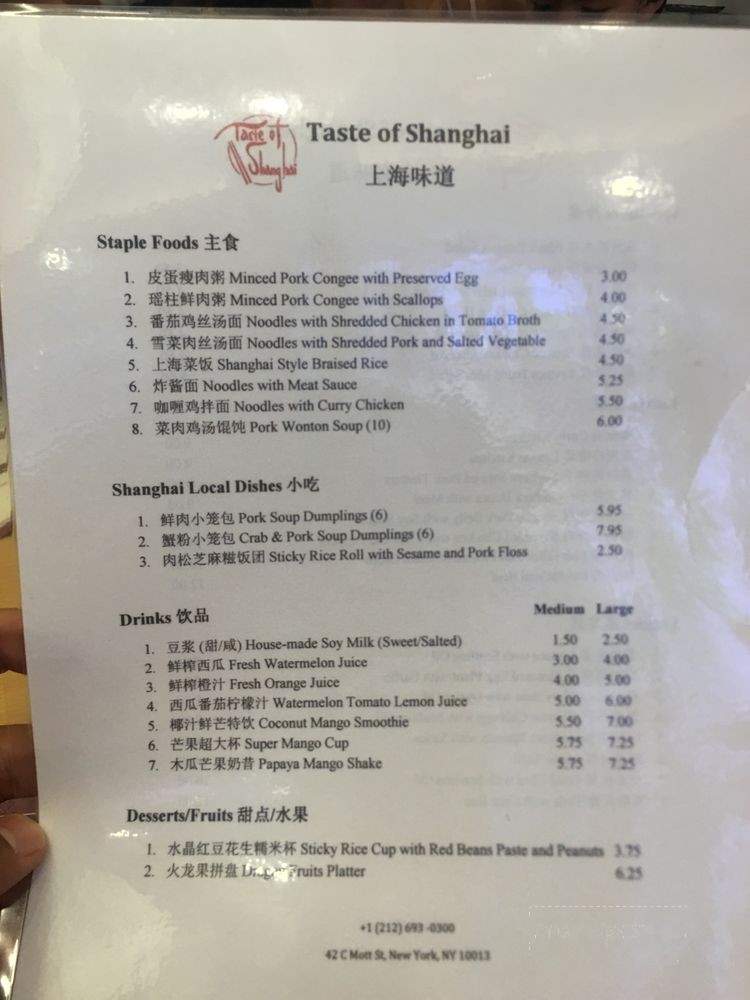 Taste of Shanghai
Taste of Shanghai
上海味道
Staple Foods 主食
1. 皮蛋瘦肉粥 Minced Pork Congee with Preserved Egg 3.00
2. 瑶柱鲜肉粥 Minced Pork Congee with Scallops 4.00
3. 番茄鸡丝汤面 Noodles with Shredded Chicken in Tomato Broth 4.50
4. 雪菜肉丝汤面 Noodles with Shredded Pork and Salted Vegetable 4.50
5. 上海菜饭 Shanghai Style Braised Rice 4.50
6. 炸酱面 Noodles with Meat Sauce 5.25
7. 咖喱鸡拌面 Noodles with Curry Chicken 5.50
8. 菜肉鸡汤馄饨 Pork Wonton Soup (10) 6.00
Shanghai Local Dishes 小吃
1. 鲜肉小笼包 Pork Soup Dumplings (6) 5.95
2. 蟹粉小笼包 Crab & Pork Soup Dumplings (6) 7.95
3. 肉松芝麻糍饭团 Sticky Rice Roll with Sesame and Pork Floss 2.50
Drinks 饮品 Medium Large
1. 豆浆 (甜/咸) House-made Soy Milk (Sweet/Salted) 1.50 2.50
2. 鲜榨西瓜 Fresh Watermelon Juice 3.00 4.00
3. 鲜榨橙汁 Fresh Orange Juice 4.00 5.00
4. 西瓜番茄柠檬汁 Watermelon Tomato Lemon Juice 5.00 6.00
5. 椰汁鲜芒特饮 Coconut Mango Smoothie 5.50 7.00
6. 芒果超大杯 Super Mango Cup 5.75 7.25
7. 木瓜芒果奶昔 Papaya Mango Shake 5.75 7.25
Desserts/Fruits 甜点/水果
1. 水晶红豆花生糯米杯 Sticky Rice Cup with Red Beans Paste and Peanuts 3.75
2. 火龙果拼盘 Dragon Fruits Platter 6.25
+1 (212) 693 -0300
42 C Mott St, New York, NY 10013